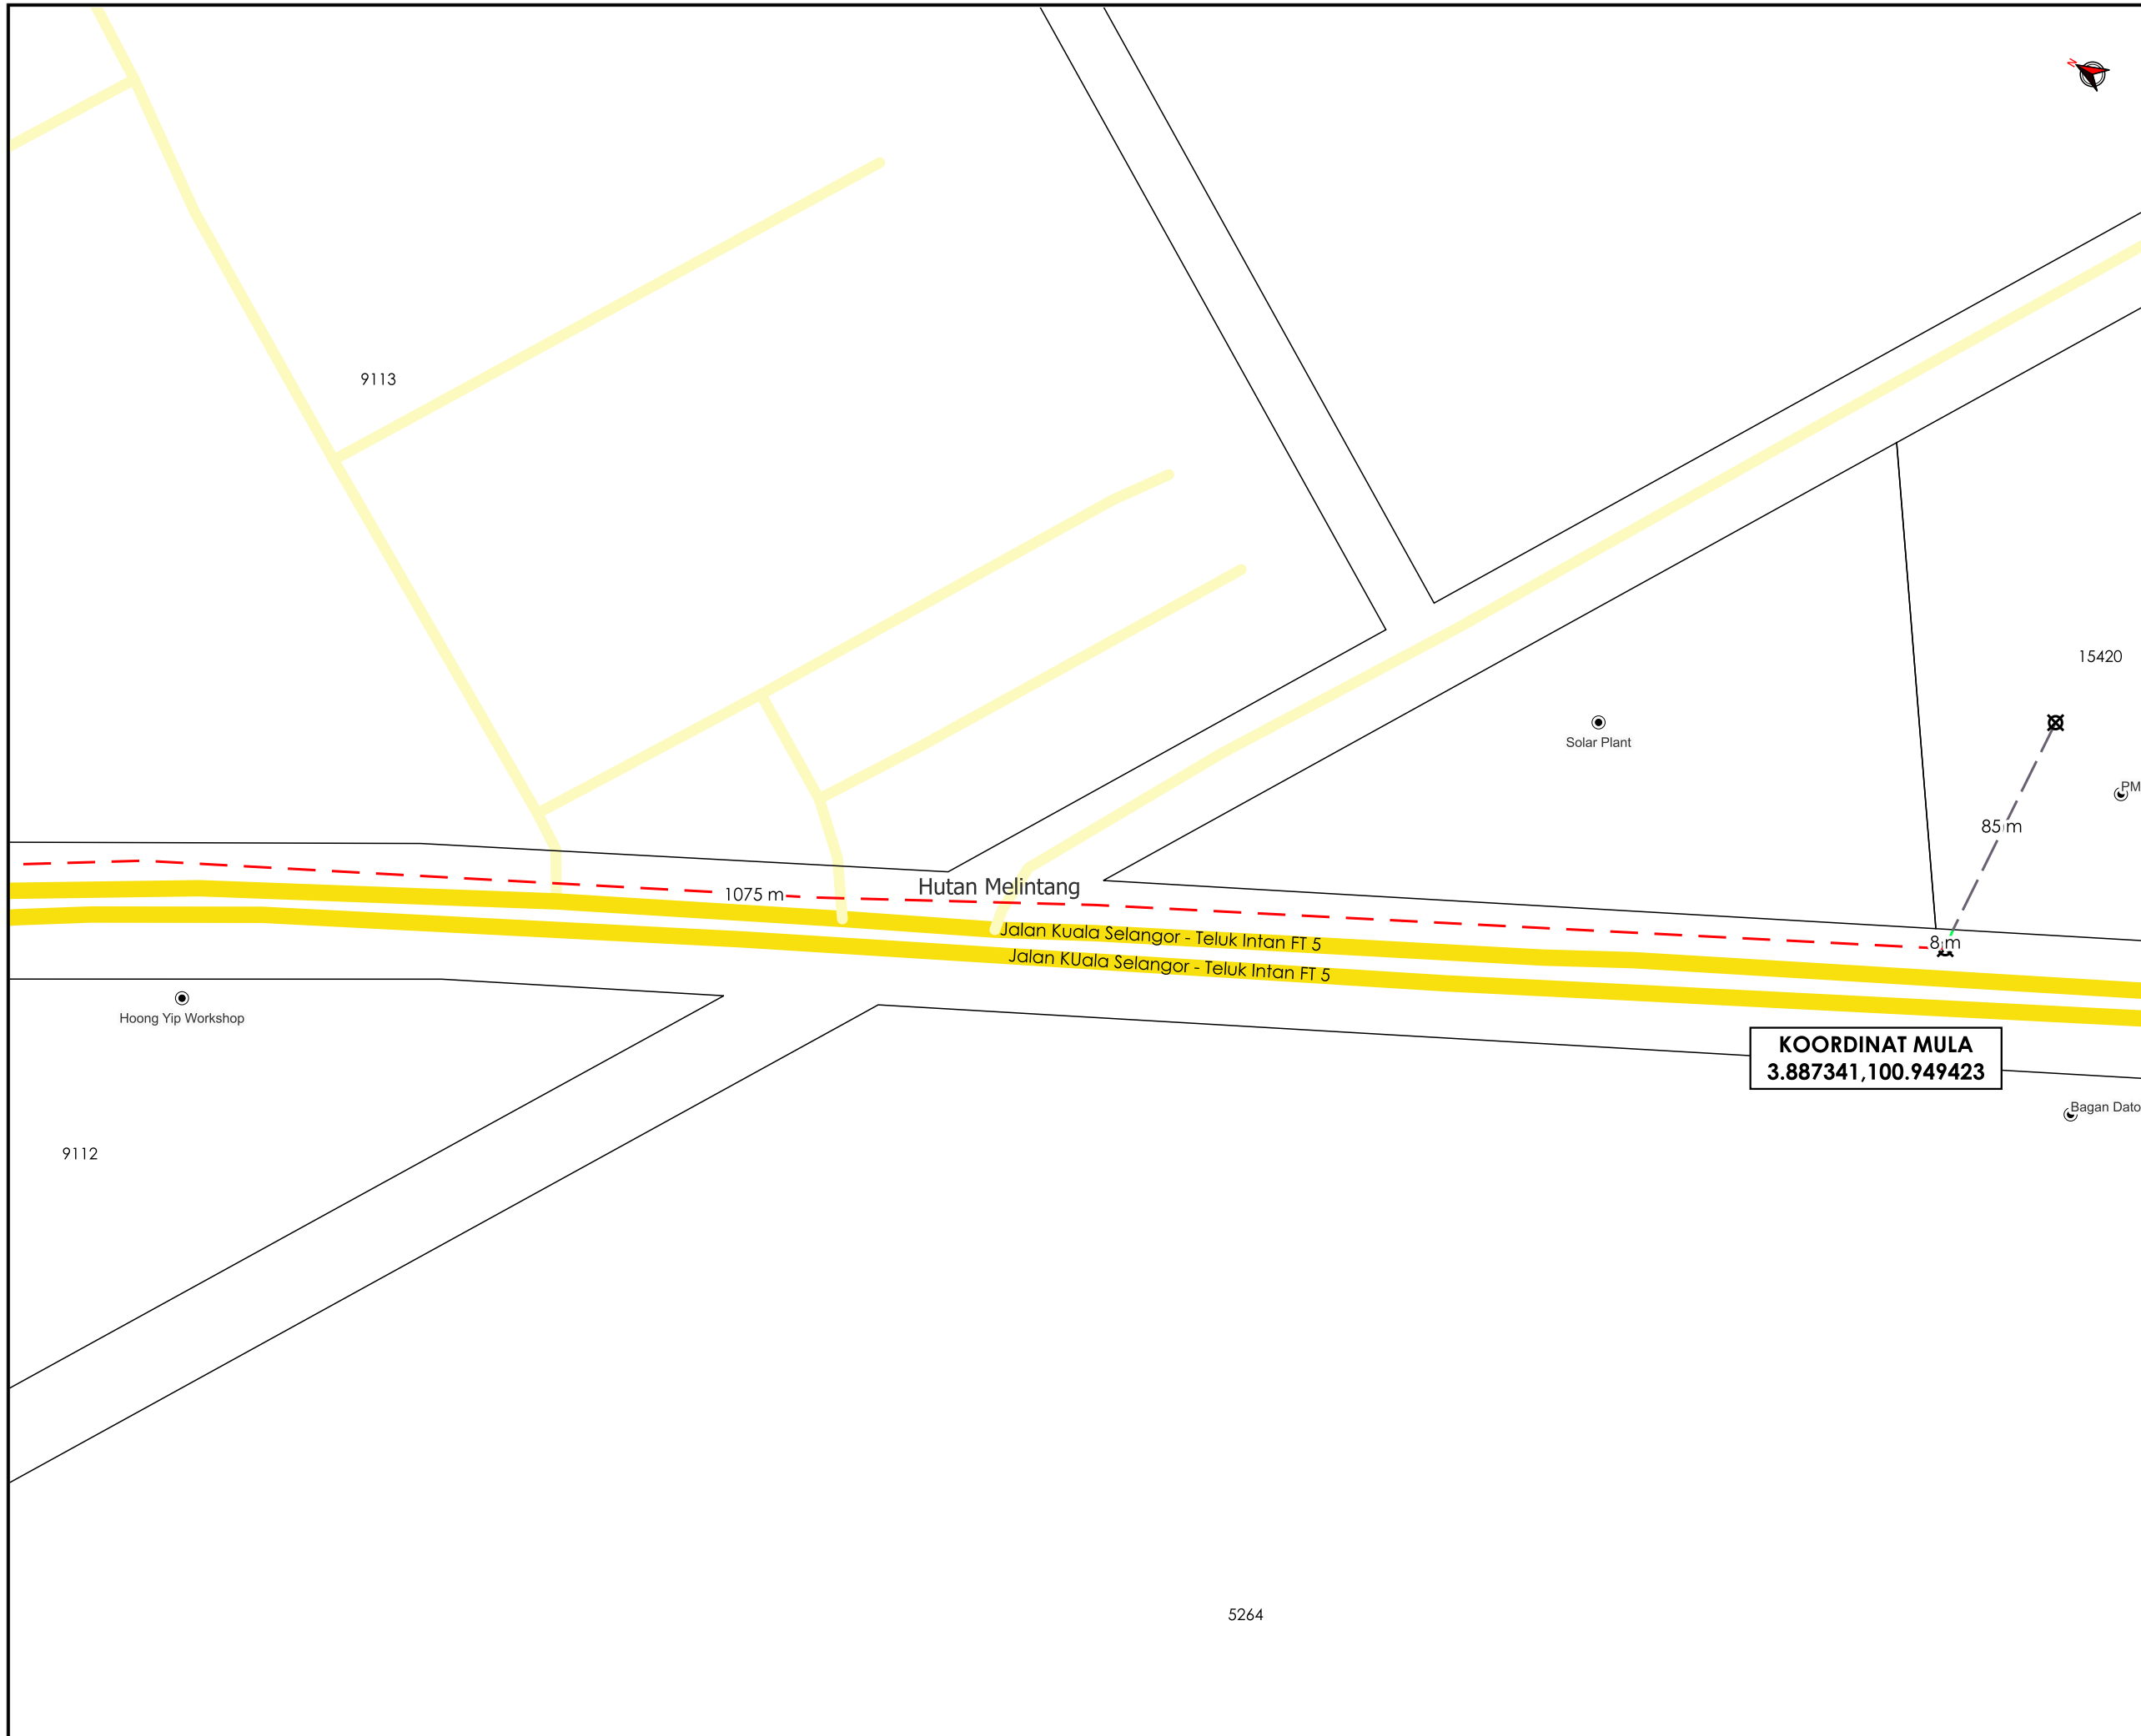 N
9113
15420
Solar Plant
PM
85 m
Hutan Melintang
1075 m
Jalan Kuala Selangor - Teluk Intan FT 5
8 m
Jalan KUala Selangor - Teluk Intan FT 5
Hoong Yip Workshop
KOORDINAT MULA
3.887341,100.949423
Bagan Dato
9112
5264